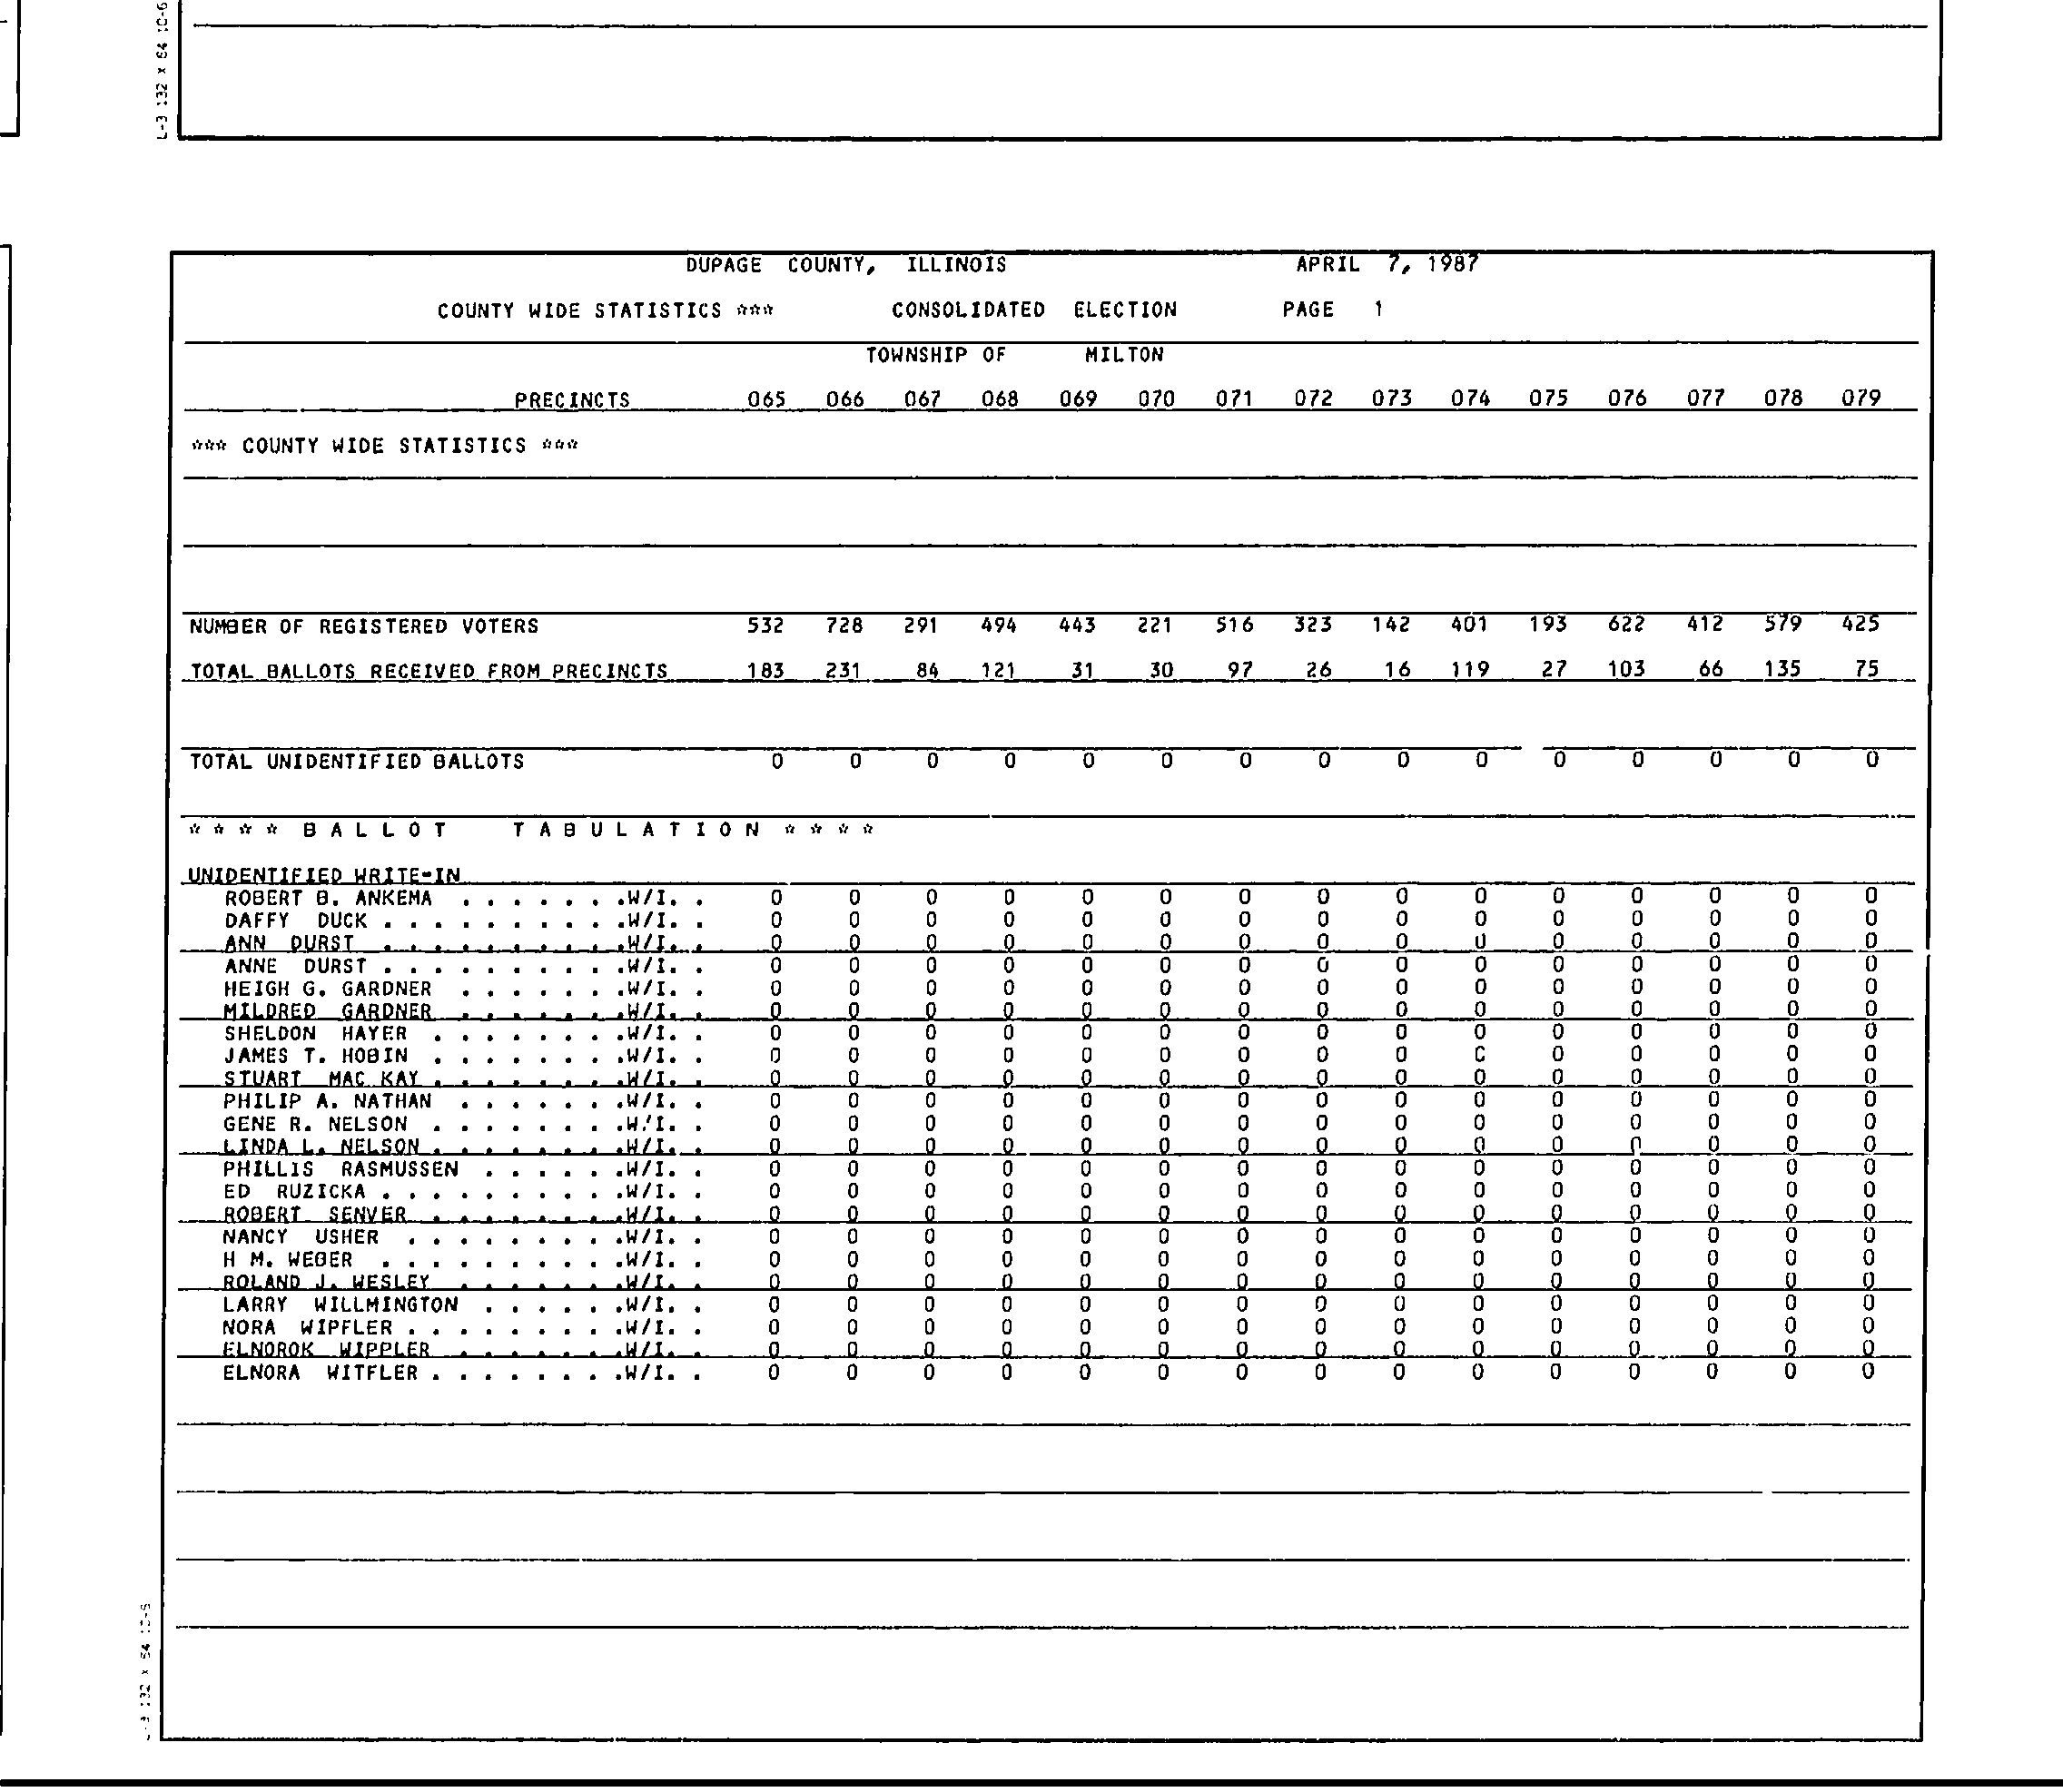 L-3 132 X 64 10-6
DUPAGE COUNTY, ILLINOIS APRIL 7, 1987
COUNTY WIDE STATISTICS *** CONSOLIDATED ELECTION PAGE 1
TOWNSHIP OF MILTON
PRECINCTS 065 066 067 068 069 070 071 072 073 074 075 076 077 078 079
*** COUNTY WIDE STATISTICS ***
NUMBER OF REGISTERED VOTERS 532 728 291 494 443 221 516 323 142 401 193 622 412 579 425
TOTAL BALLOTS RECEIVED FROM PRECINCTS 183 231 84 121 31 30 97 26 16 119 27 103 66 135 75
TOTAL UNIDENTIFIED BALLOTS 0 0 0 0 0 0 0 0 0 0 0 0 0 0 0
* * * * B A L L O T T A B U L A T I O N * * * *
UNIDENTIFIED WRITE-IN
ROBERT B. ANKEMA . . . . . . .W/I. . 0 0 0 0 0 0 0 0 0 0 0 0 0 0 0
DAFFY DUCK . . . . . . . . . .W/I. . 0 0 0 0 0 0 0 0 0 0 0 0 0 0 0
ANN DURST . . . . . . . . . .W/I. . 0 0 0 0 0 0 0 0 0 0 0 0 0 0 0
ANNE DURST . . . . . . . . . .W/I. . 0 0 0 0 0 0 0 0 0 0 0 0 0 0 0
HEIGH G. GARDNER . . . . . . .W/I. . 0 0 0 0 0 0 0 0 0 0 0 0 0 0 0
MILDRED GARDNER . . . . . . .W/I. . 0 0 0 0 0 0 0 0 0 0 0 0 0 0 0
SHELDON HAYER . . . . . . . .W/I. . 0 0 0 0 0 0 0 0 0 0 0 0 0 0 0
JAMES T. HOBIN . . . . . . . .W/I. . 0 0 0 0 0 0 0 0 0 0 0 0 0 0 0
STUART MAC KAY . . . . . . . .W/I. . 0 0 0 0 0 0 0 0 0 0 0 0 0 0 0
PHILIP A. NATHAN . . . . . . .W/I. . 0 0 0 0 0 0 0 0 0 0 0 0 0 0 0
GENE R. NELSON . . . . . . . .W/I. . 0 0 0 0 0 0 0 0 0 0 0 0 0 0 0
LINDA L. NELSON . . . . . . . .W/I. . 0 0 0 0 0 0 0 0 0 0 0 0 0 0 0
PHILLIS RASMUSSEN . . . . . .W/I. . 0 0 0 0 0 0 0 0 0 0 0 0 0 0 0
ED RUZICKA . . . . . . . . . .W/I. . 0 0 0 0 0 0 0 0 0 0 0 0 0 0 0
ROBERT SENVER . . . . . . . .W/I. . 0 0 0 0 0 0 0 0 0 0 0 0 0 0 0
NANCY USHER . . . . . . . . .W/I. . 0 0 0 0 0 0 0 0 0 0 0 0 0 0 0
H M. WEBER . . . . . . . . . .W/I. . 0 0 0 0 0 0 0 0 0 0 0 0 0 0 0
ROLAND J. WESLEY . . . . . . .W/I. . 0 0 0 0 0 0 0 0 0 0 0 0 0 0 0
LARRY WILLMINGTON . . . . . .W/I. . 0 0 0 0 0 0 0 0 0 0 0 0 0 0 0
NORA WIPFLER . . . . . . . . .W/I. . 0 0 0 0 0 0 0 0 0 0 0 0 0 0 0
ELNOROK WIPPLER . . . . . . .W/I. . 0 0 0 0 0 0 0 0 0 0 0 0 0 0 0
ELNORA WITFLER . . . . . . . .W/I. . 0 0 0 0 0 0 0 0 0 0 0 0 0 0 0